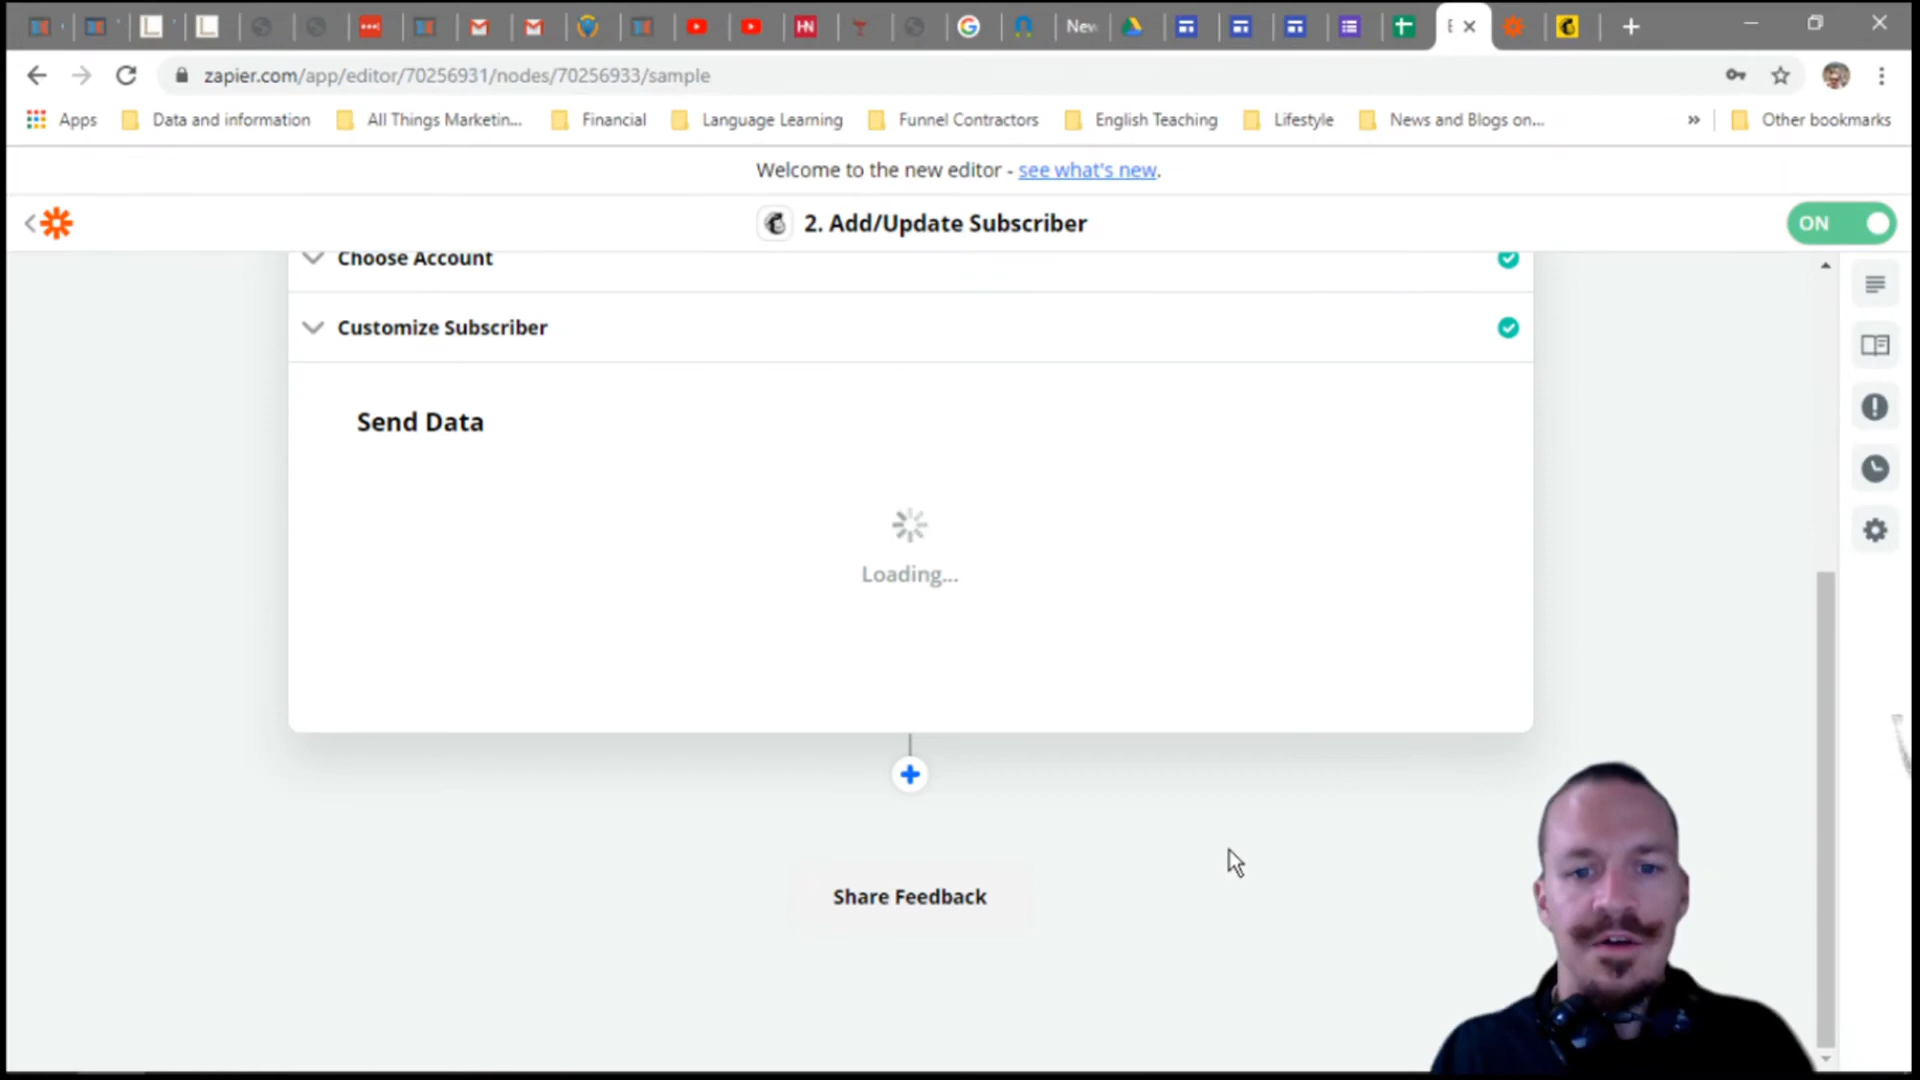 L
L
HN
New
E
zapier.com/app/editor/70256931/nodes/70256933/sample
Apps
Data and information
All Things Marketin...
Financial
Language Learning
Funnel Contractors
English Teaching
Lifestyle
News and Blogs on...
»
Other bookmarks
Welcome to the new editor - see what's new.
2. Add/Update Subscriber
ON
Choose Account
Customize Subscriber
Send Data
Loading...
Share Feedback